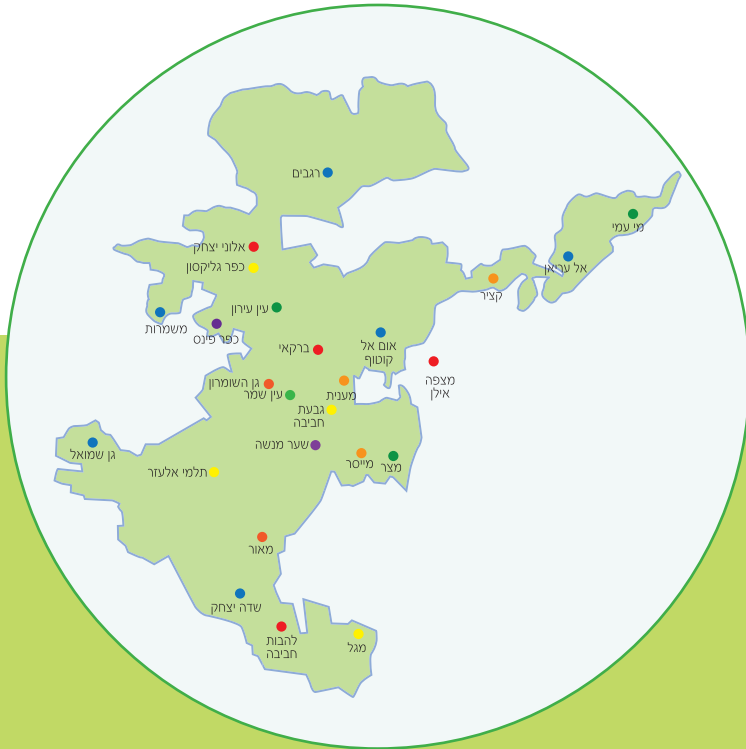 רגבים
מי עמי
אלוני יצחק
כפר גליקסון
אל עריאן
קציר
עין עירון
משמרות
כפר פינס
ברקאי
אום אל
קוטוף
מצפה
אילן
גן השומרון
עין שמר
מענית
גבעת
חביבה
שער מנשה
גן שמואל
תלמי אלעזר
מייסר
מצר
מאור
שדה יצחק
להבות
חביבה
מגל